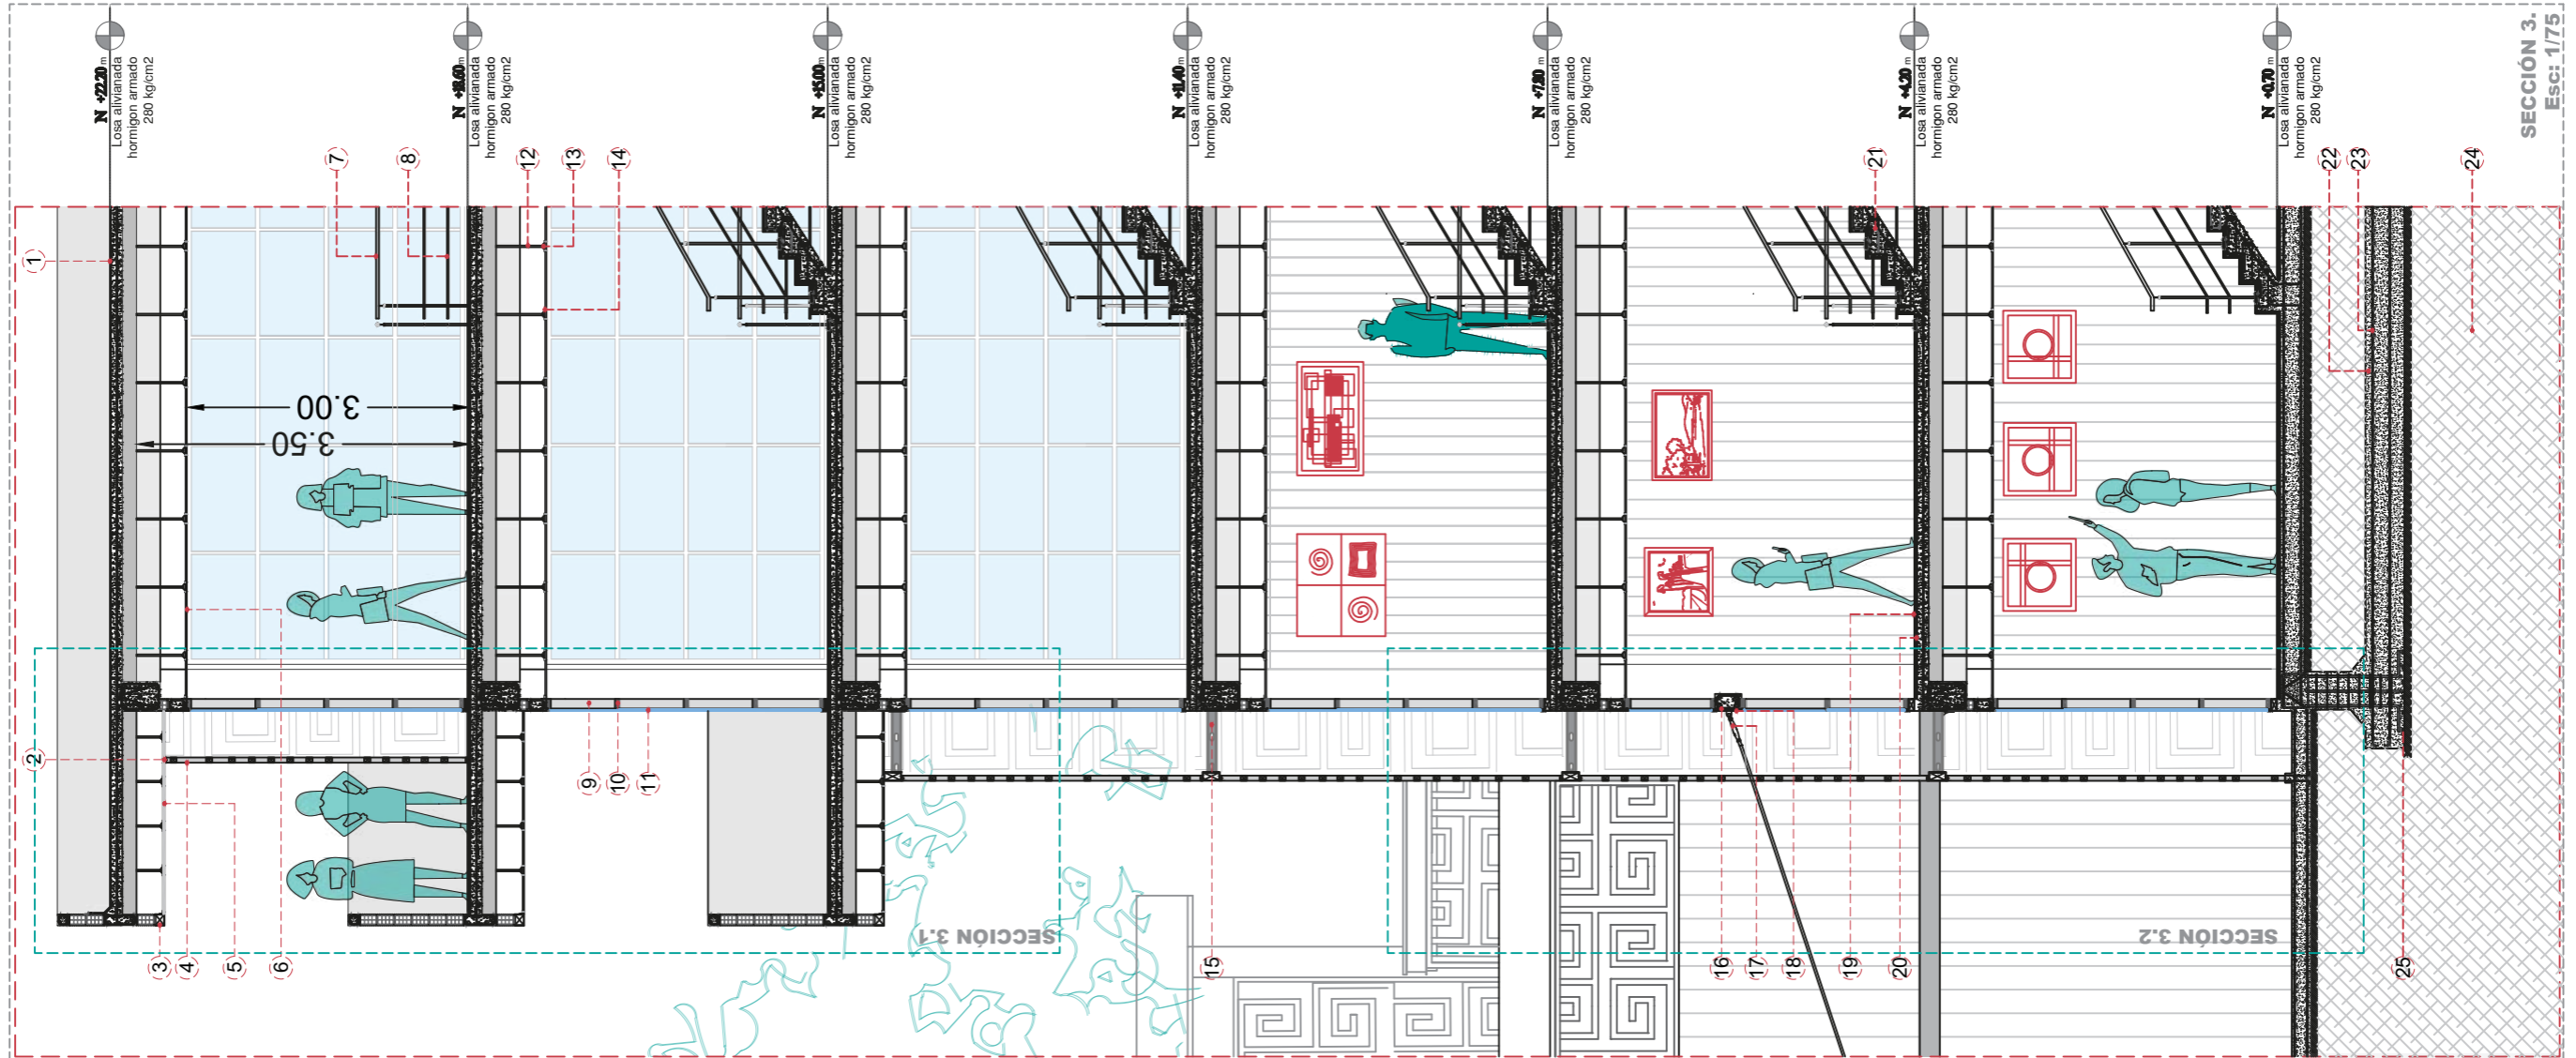 SECCIÓN 3.
Esc: 1/75
N +22.20 m
Losa alivianada
hormigon armado
280 kg/cm2
N +18.60 m
Losa alivianada
hormigon armado
280 kg/cm2
N +15.00 m
Losa alivianada
hormigon armado
280 kg/cm2
N +11.40 m
Losa alivianada
hormigon armado
280 kg/cm2
N +7.80 m
Losa alivianada
hormigon armado
280 kg/cm2
N +4.20 m
Losa alivianada
hormigon armado
280 kg/cm2
N +0.70 m
Losa alivianada
hormigon armado
280 kg/cm2
1
2
3
4
5
6
7
8
9
10
11
12
13
14
15
16
17
18
19
20
21
22
23
24
25
3.00
3.50
SECCIÓN 3.1
SECCIÓN 3.2